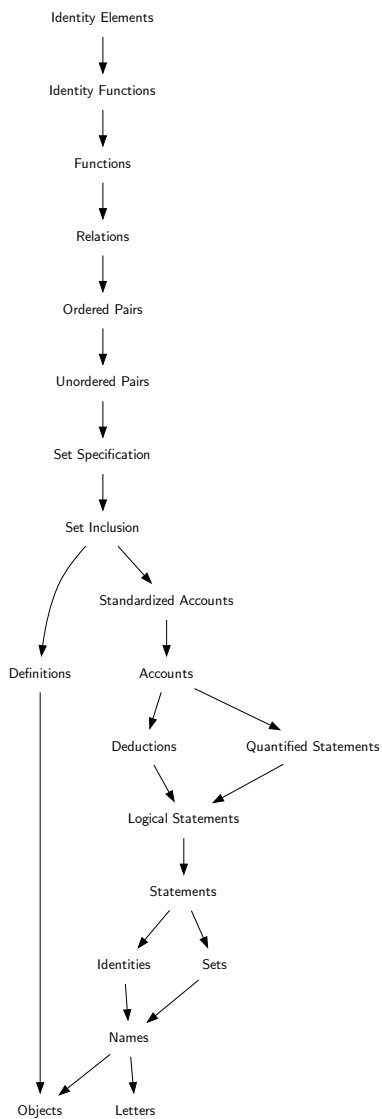 Identity Elements
Identity Functions
Functions
Relations
Ordered Pairs
Unordered Pairs
Set Specification
Set Inclusion
Standardized Accounts
Definitions
Accounts
Deductions
Quantified Statements
Logical Statements
Statements
Identities
Sets
Names
Objects
Letters